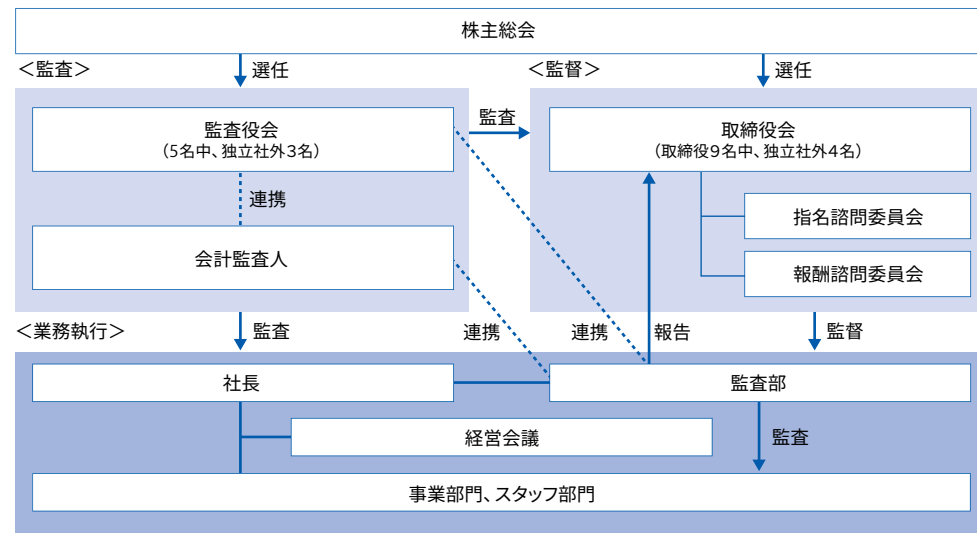 株主総会
＜監査＞
選任
＜監督＞
選任
監査役会
（5名中、独立社外3名）
監査
取締役会
（取締役9名中、独立社外4名）
連携
指名諮問委員会
会計監査人
報酬諮問委員会
＜業務執行＞
監査
連携
連携
報告
監督
社長
監査部
経営会議
監査
事業部門、スタッフ部門